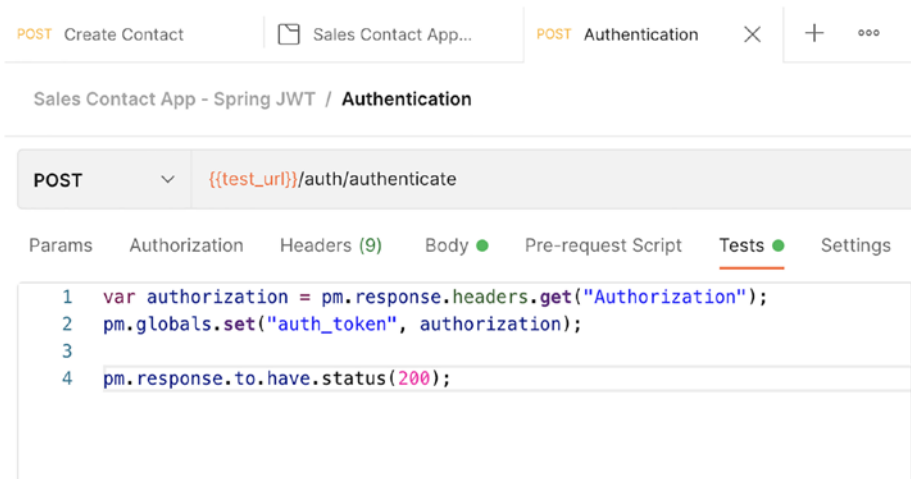 POST Create Contact Sales Contact App... POST Authentication
Sales Contact App - Spring JWT / Authentication
POST {{test_url}}/auth/authenticate
Params Authorization Headers (9) Body Pre-request Script Tests Settings
1 var authorization = pm.response.headers.get("Authorization");
2 pm.globals.set("auth_token", authorization);
3
4 pm.response.to.have.status(200);